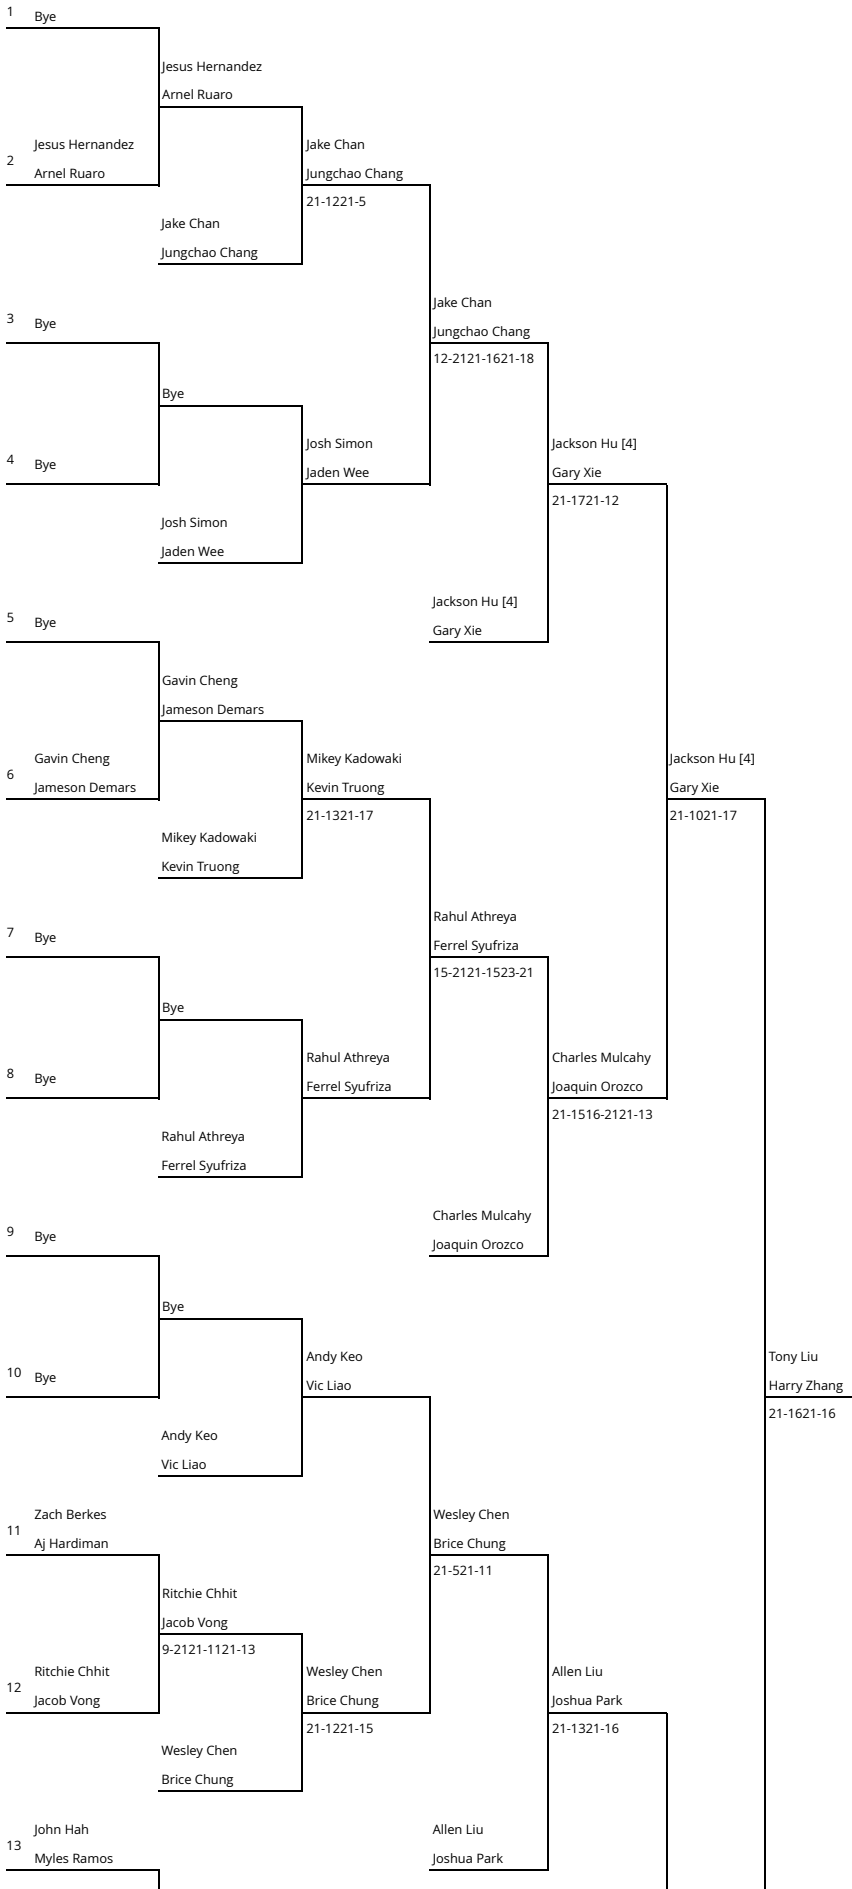 1
Bye
Jesus Hernandez
Arnel Ruaro
Jesus Hernandez
2
Arnel Ruaro
Jake Chan
Jungchao Chang
21-1221-5
Jake Chan
Jungchao Chang
3
Bye
Jake Chan
Jungchao Chang
12-2121-1621-18
Bye
4
Bye
Josh Simon
Jaden Wee
Jackson Hu [4]
Gary Xie
21-1721-12
Josh Simon
Jaden Wee
5
Bye
Jackson Hu [4]
Gary Xie
Gavin Cheng
Jameson Demars
Gavin Cheng
6
Jameson Demars
Mikey Kadowaki
Kevin Truong
21-1321-17
Jackson Hu [4]
Gary Xie
21-1021-17
Mikey Kadowaki
Kevin Truong
7
Bye
Rahul Athreya
Ferrel Syufriza
15-2121-1523-21
Bye
8
Bye
Rahul Athreya
Ferrel Syufriza
Charles Mulcahy
Joaquin Orozco
21-1516-2121-13
Rahul Athreya
Ferrel Syufriza
9
Bye
Charles Mulcahy
Joaquin Orozco
Bye
10
Bye
Andy Keo
Vic Liao
Tony Liu
Harry Zhang
21-1621-16
Andy Keo
Vic Liao
Zach Berkes
11
Aj Hardiman
Wesley Chen
Brice Chung
21-521-11
Ritchie Chhit
Jacob Vong
9-2121-1121-13
Ritchie Chhit
12
Jacob Vong
Wesley Chen
Brice Chung
21-1221-15
Allen Liu
Joshua Park
21-1321-16
Wesley Chen
Brice Chung
John Hah
13
Myles Ramos
Allen Liu
Joshua Park